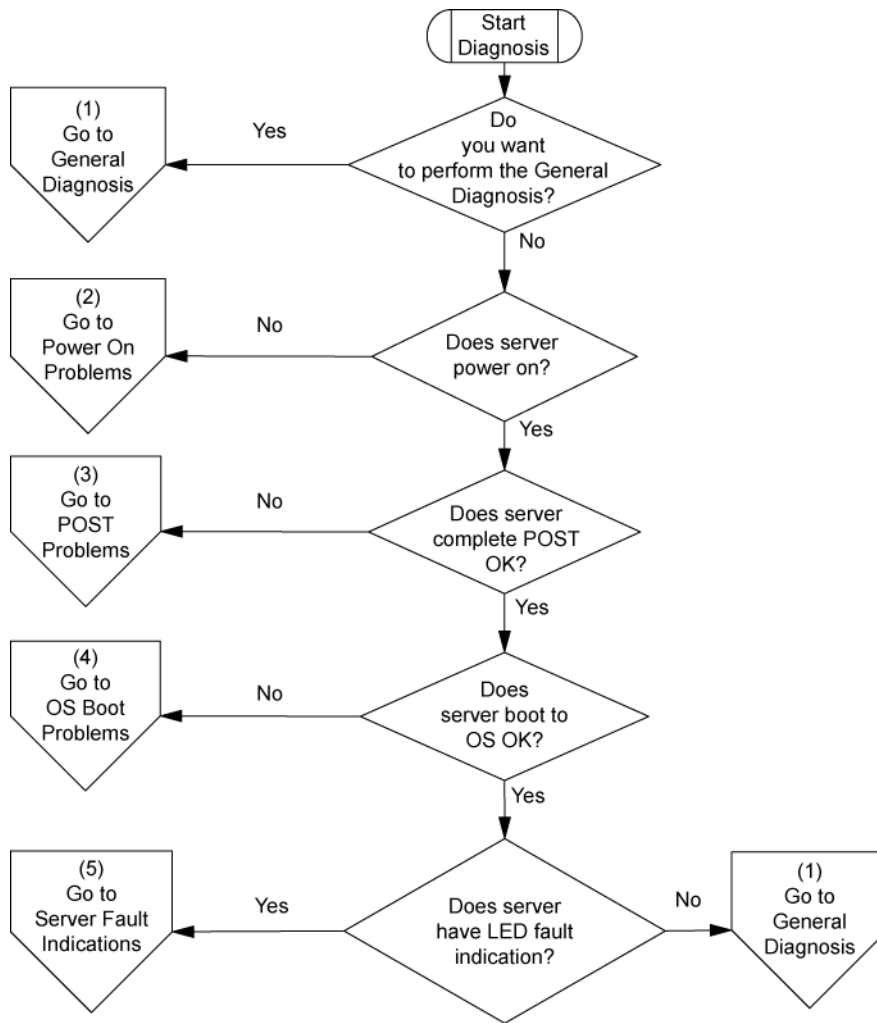 Start
Diagnosis
(1)
Go to
General
Diagnosis
Yes
Do
you want
to perform the General
Diagnosis?
No
(2)
Go to
Power On
Problems
No
Does server
power on?
Yes
(3)
Go to
POST
Problems
No
Does server
complete POST
OK?
Yes
(4)
Go to
OS Boot
Problems
No
Does
server boot to
OS OK?
Yes
(5)
Go to
Server Fault
Indications
Yes
Does server
have LED fault
indication?
No
(1)
Go to
General
Diagnosis